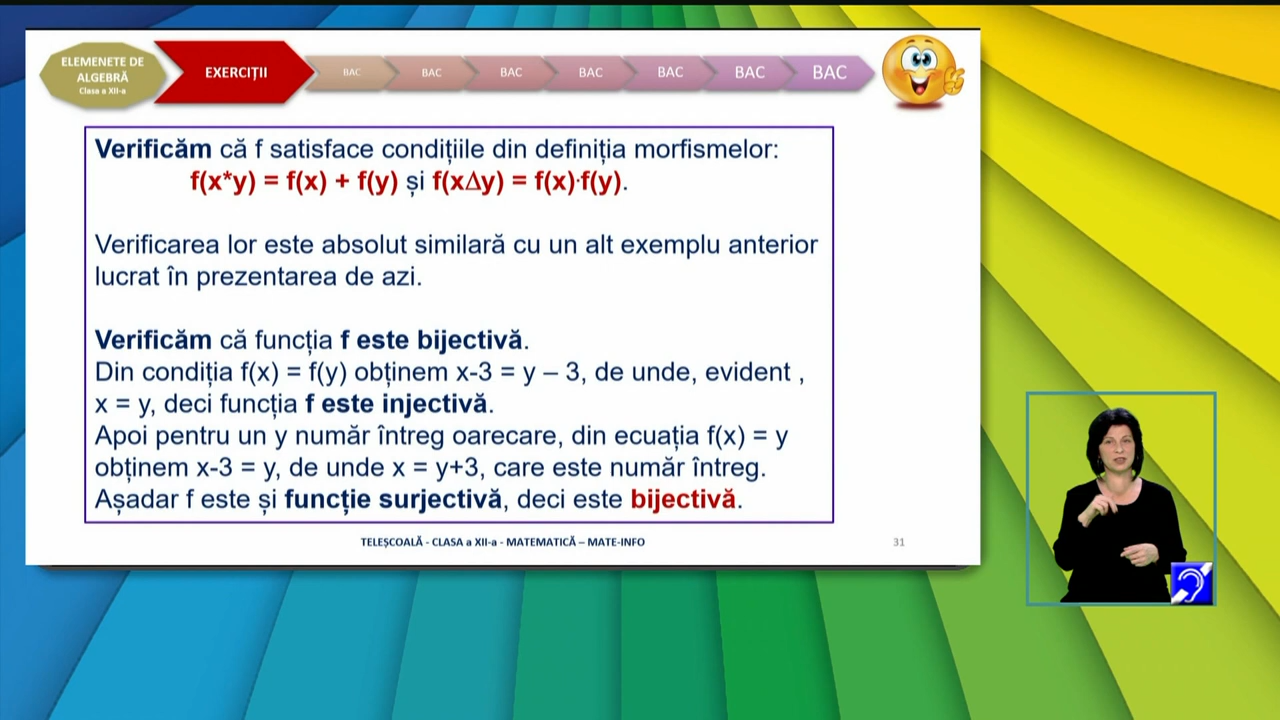 ELEMENETE DE
ALGEBRĂ
Clasa a XII-a
EXERCIȚII
BAC
BAC
BAC
BAC
BAC
BAC
BAC
Verificăm că f satisface condițiile din definiția morfismelor:
f(x*y) = f(x) + f(y) și f(x∆y) = f(x)·f(y).
Verificarea lor este absolut similară cu un alt exemplu anterior
lucrat în prezentarea de azi.
Verificăm că funcția f este bijectivă.
Din condiția f(x) = f(y) obținem x-3 = y – 3, de unde, evident ,
x = y, deci funcția f este injectivă.
Apoi pentru un y număr întreg oarecare, din ecuația f(x) = y
obținem x-3 = y, de unde x = y+3, care este număr întreg.
Așadar f este și funcție surjectivă, deci este bijectivă.
TELEȘCOALĂ - CLASA a XII-a - MATEMATICĂ – MATE-INFO
31